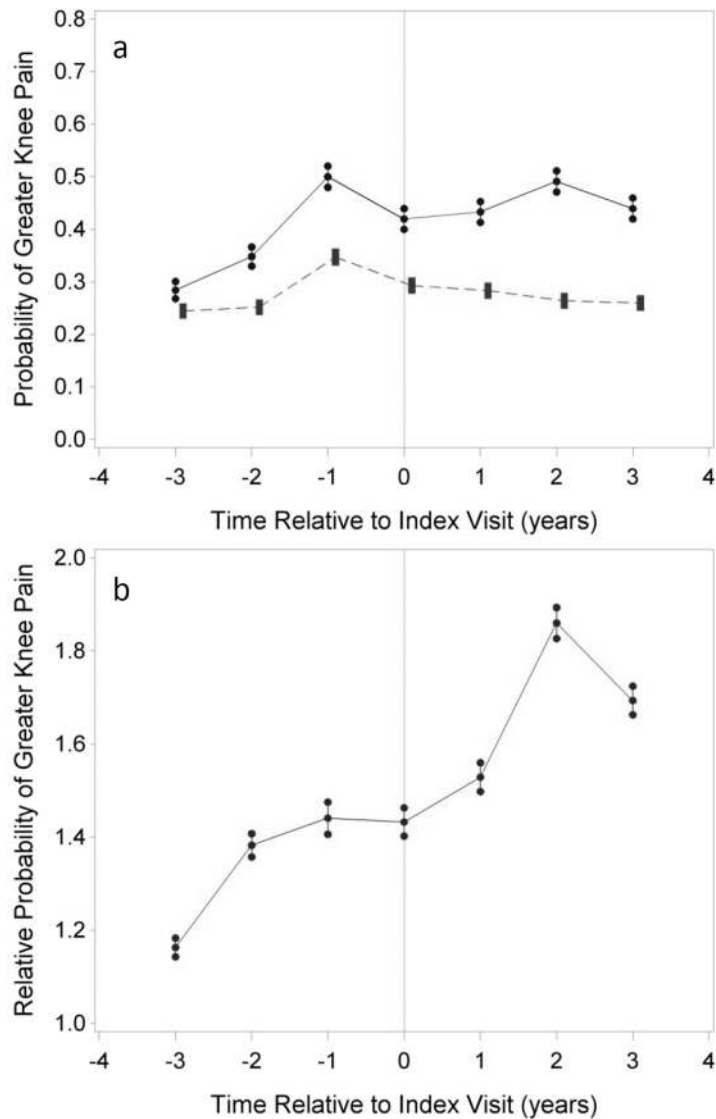 a
Probability of Greater Knee Pain
0.8
0.7
0.6
0.5
0.4
0.3
0.2
0.1
0.0
-4 -3 -2 -1 0 1 2 3 4
Time Relative to Index Visit (years)
b
Relative Probability of Greater Knee Pain
2.0
1.8
1.6
1.4
1.2
1.0
-4 -3 -2 -1 0 1 2 3 4
Time Relative to Index Visit (years)